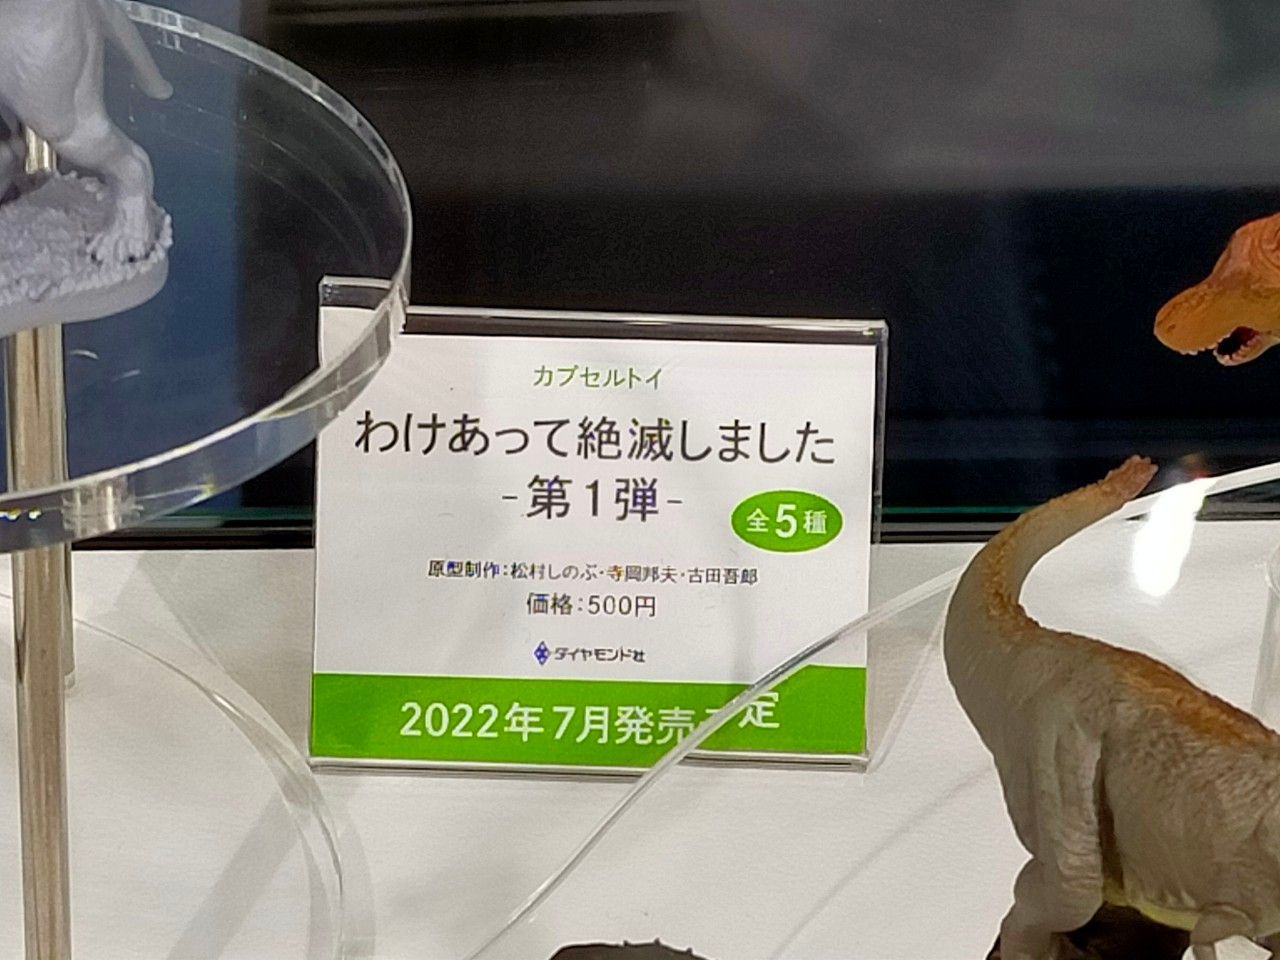 カプセルトイ
わけあって絶滅しました
-第1弾-
全5種
原型制作：松村しのぶ・寺岡邦夫・古田吾郎
価格：500円
ダイヤモンド社
2022年7月発売予定